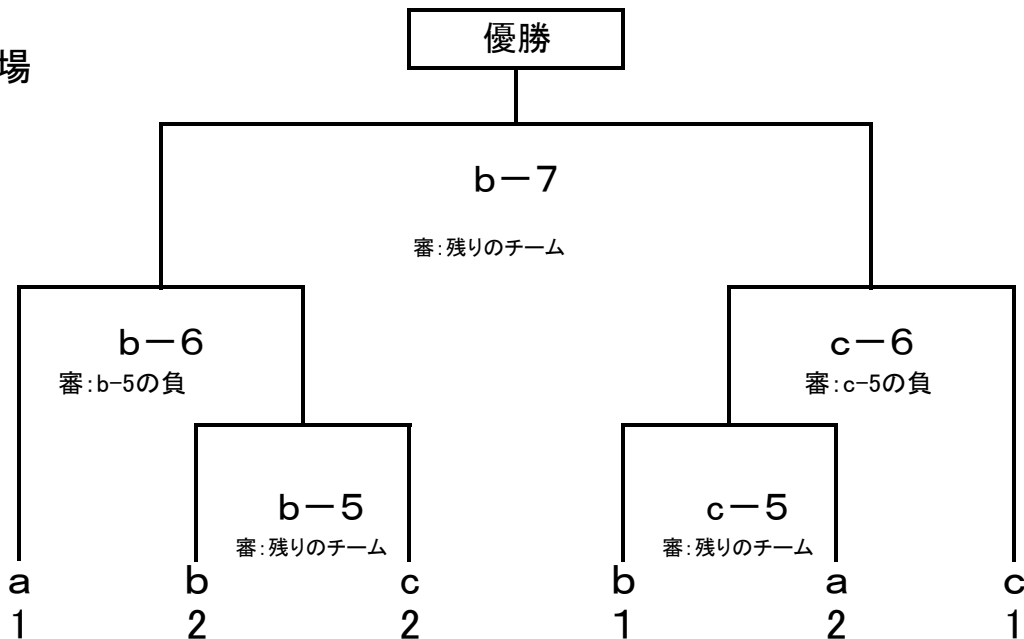 優勝
場
b－7
審：残りのチーム
b－6
c－6
審：b-5の負
審：c-5の負
b－5
c－5
審：残りのチーム
審：残りのチーム
a b c b a c
1 2 2 1 2 1